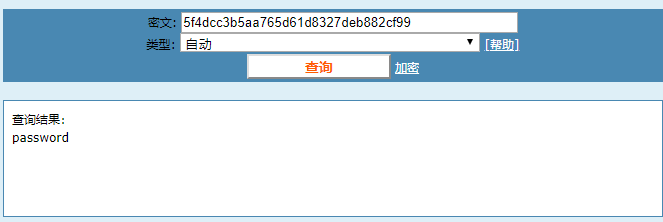 密文: 5f4dcc3b5aa765d61d8327deb882cf99
类型: 自动 [帮助]
查询 加密
查询结果:
password